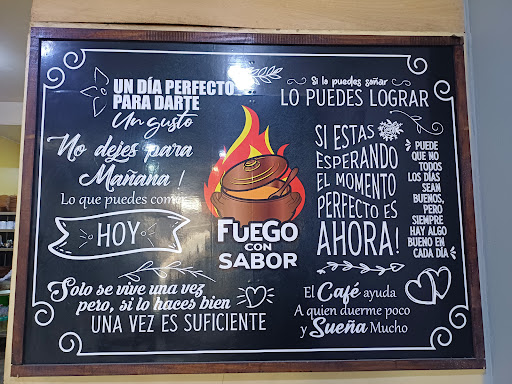 UN DÍA PERFECTO
PARA DARTE
Un gusto
No dejes para
Mañana !
Lo que puedes comer
HOY
Solo se vive una vez
pero, si lo haces bien
UNA VEZ ES SUFICIENTE
FUEGO
CON
SABOR
Si lo puedes soñar
LO PUEDES LOGRAR
SI ESTAS
ESPERANDO
EL MOMENTO
PERFECTO ES
AHORA!
PUEDE
QUE NO
TODOS
LOS DÍAS
SEAN
BUENOS,
PERO
SIEMPRE
HAY ALGO
BUENO EN
CADA DÍA
El Café ayuda
A quien duerme poco
y Sueña Mucho